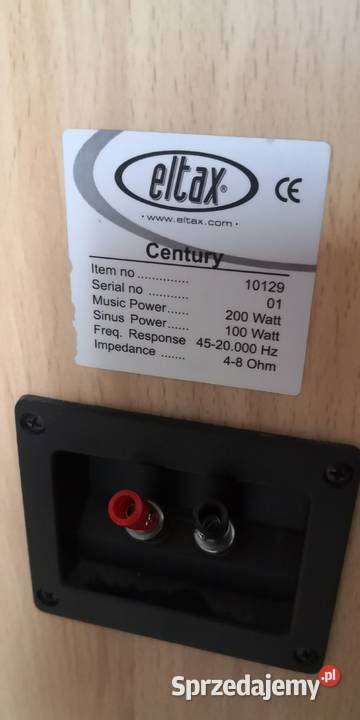 eltax®
· www.eltax.com ·
CE
Century
Item no .............. 10129
Serial no ............ 01
Music Power...... 200 Watt
Sinus Power...... 100 Watt
Freq. Response 45-20.000 Hz
Impedance ....... 4-8 Ohm
Sprzedajemy.pl